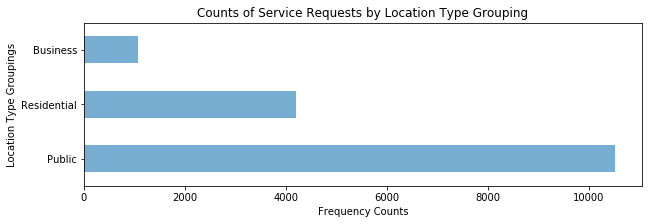 Counts of Service Requests by Location Type Grouping
Location Type Groupings
Business
Residential
Public
0 2000 4000 6000 8000 10000
Frequency Counts